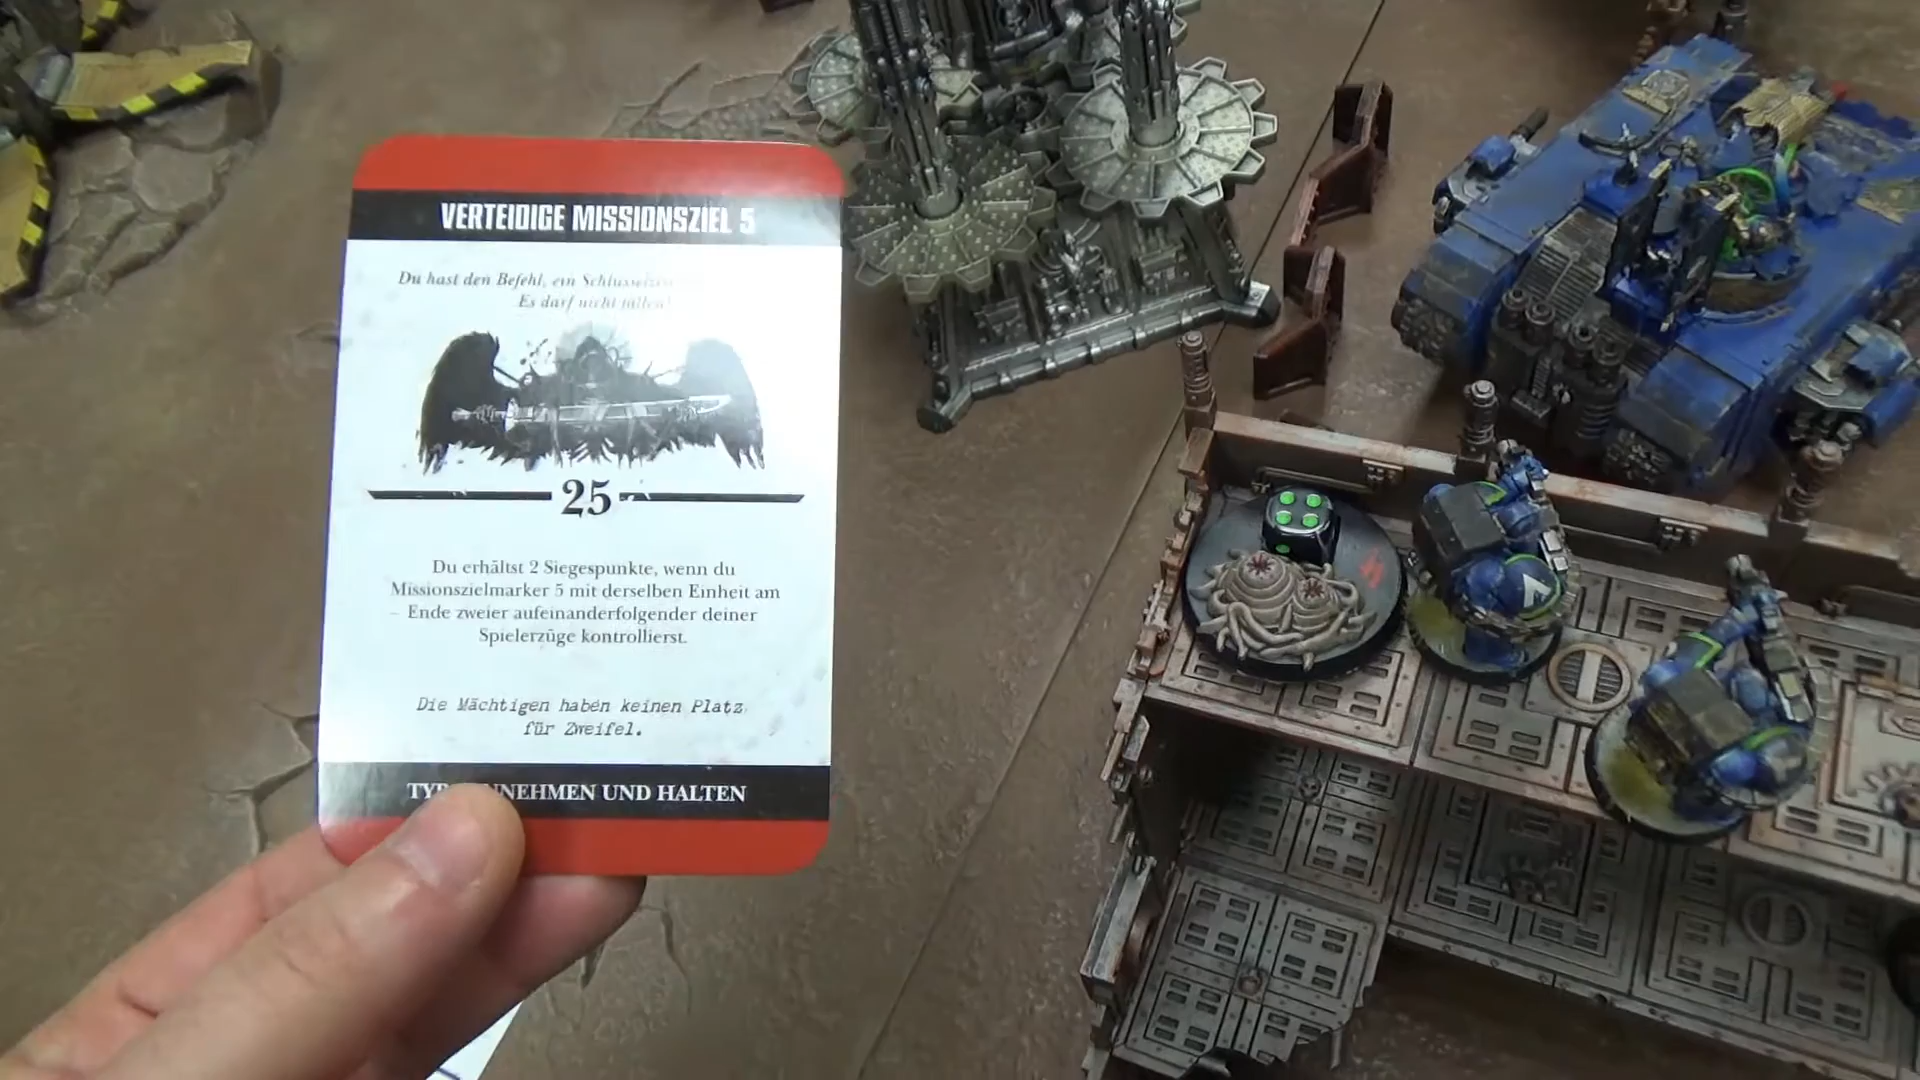 VERTEIDIGE MISSIONSZIEL 5
Du hast den Befehl, ein
Es darf nicht fallen!
25
Du erhältst 2 Siegespunkte, wenn du
Missionszielmarker 5 mit derselben Einheit am
Ende zweier aufeinanderfolgender deiner
Spielerzüge kontrollierst.
Die Mächtigen haben keinen Platz
für Zweifel.
UND HALTEN